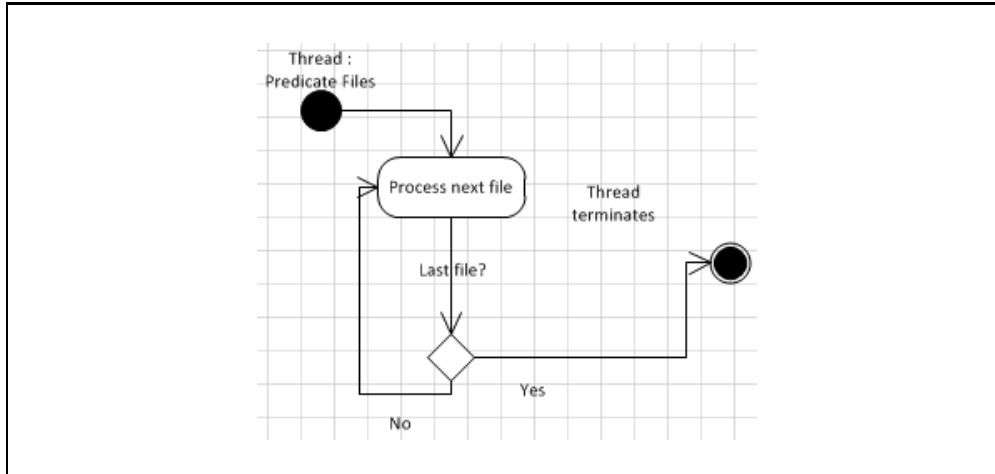 Thread :
Predicate Files
Process next file
Thread
terminates
Last file?
Yes
No